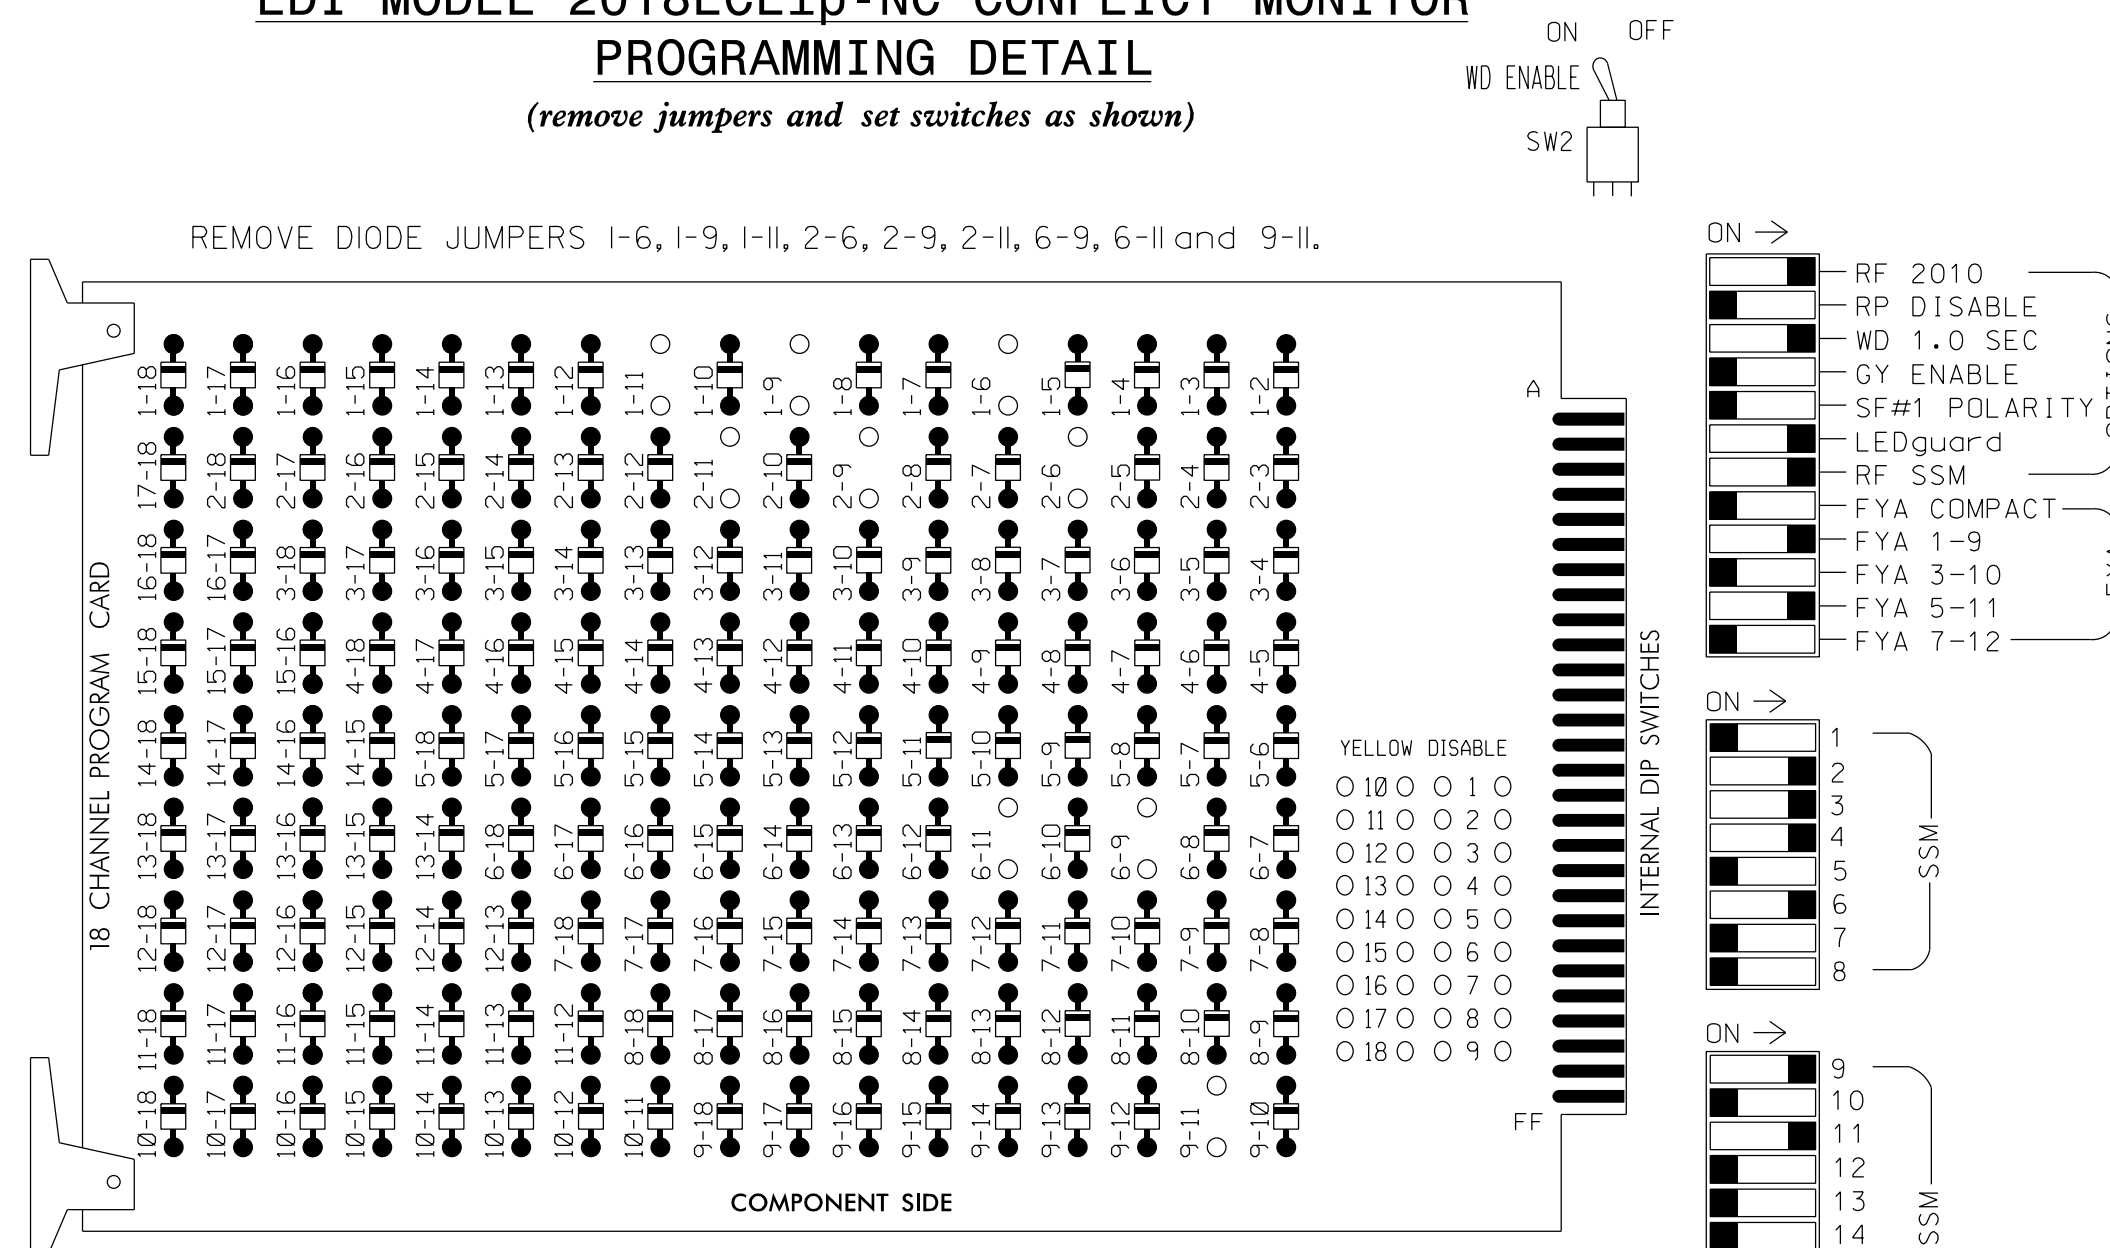 EDI MODEL 2018ECLip-NC CONFLICT MONITOR
PROGRAMMING DETAIL
(remove jumpers and set switches as shown)
ON OFF
WD ENABLE
SW2
REMOVE DIODE JUMPERS 1-6, 1-9, 1-11, 2-6, 2-9, 2-11, 6-9, 6-11 and 9-11.
1-18 1-17 1-16 1-15 1-14 1-13 1-12 1-11 1-10 1-9 1-8 1-7 1-6 1-5 1-4 1-3 1-2
17-18 2-18 2-17 2-16 2-15 2-14 2-13 2-12 2-11 2-10 2-9 2-8 2-7 2-6 2-5 2-4 2-3
16-18 16-17 3-18 3-17 3-16 3-15 3-14 3-13 3-12 3-11 3-10 3-9 3-8 3-7 3-6 3-5 3-4
15-18 15-17 15-16 4-18 4-17 4-16 4-15 4-14 4-13 4-12 4-11 4-10 4-9 4-8 4-7 4-6 4-5
14-18 14-17 14-16 14-15 5-18 5-17 5-16 5-15 5-14 5-13 5-12 5-11 5-10 5-9 5-8 5-7 5-6
13-18 13-17 13-16 13-15 13-14 6-18 6-17 6-16 6-15 6-14 6-13 6-12 6-11 6-10 6-9 6-8 6-7
12-18 12-17 12-16 12-15 12-14 12-13 7-18 7-17 7-16 7-15 7-14 7-13 7-12 7-11 7-10 7-9 7-8
11-18 11-17 11-16 11-15 11-14 11-13 11-12 8-18 8-17 8-16 8-15 8-14 8-13 8-12 8-11 8-10 8-9
10-18 10-17 10-16 10-15 10-14 10-13 10-12 10-11 9-18 9-17 9-16 9-15 9-14 9-13 9-12 9-11 9-10
18 CHANNEL PROGRAM CARD
COMPONENT SIDE
A
FF
YELLOW DISABLE
10 1
11 2
12 3
13 4
14 5
15 6
16 7
17 8
18 9
INTERNAL DIP SWITCHES
ON
RF 2010
RP DISABLE
WD 1.0 SEC
GY ENABLE
SF#1 POLARITY
LEDguard
RF SSM
FYA COMPACT
FYA 1-9
FYA 3-10
FYA 5-11
FYA 7-12
ON
1
2
3
4
5
6
7
8
SSM
ON
9
10
11
12
13
14
SSM